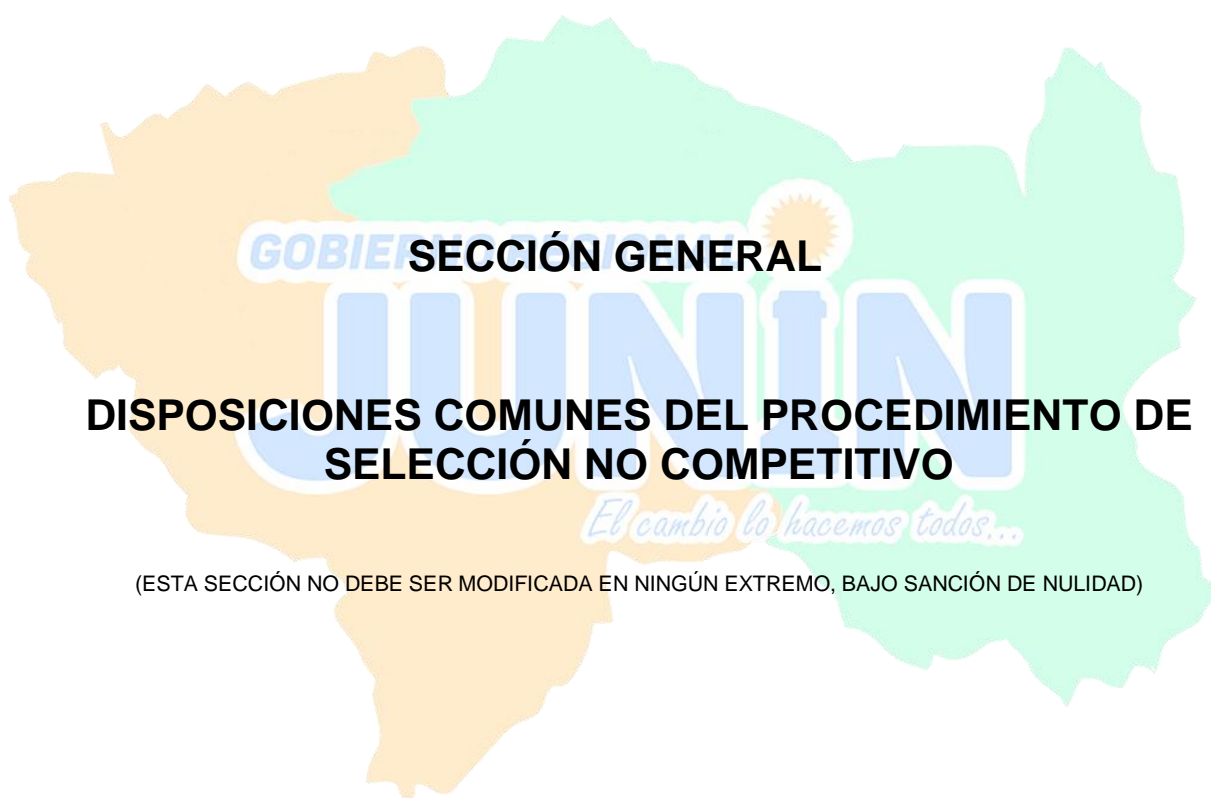 GOBIERNO REGIONAL
SECCIÓN GENERAL
JUNÍN
DISPOSICIONES COMUNES DEL PROCEDIMIENTO DE
SELECCIÓN NO COMPETITIVO
El cambio lo hacemos todos...
(ESTA SECCIÓN NO DEBE SER MODIFICADA EN NINGÚN EXTREMO, BAJO SANCIÓN DE NULIDAD)